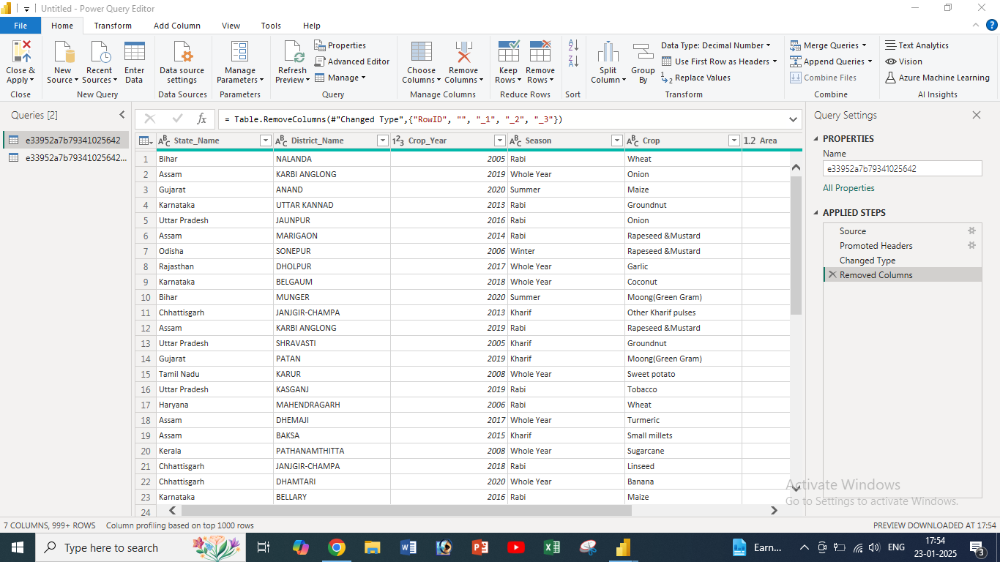 Untitled - Power Query Editor
File Home Transform Add Column View Tools Help
Close & Apply
Close
New Source
Recent Sources
Enter Data
New Query
Data source settings
Data Sources
Manage Parameters
Parameters
Refresh Preview
Properties
Advanced Editor
Manage
Query
Choose Columns
Remove Columns
Manage Columns
Keep Rows
Remove Rows
Reduce Rows
Sort
Split Column
Group By
Data Type: Decimal Number
Use First Row as Headers
Replace Values
Transform
Merge Queries
Append Queries
Combine Files
Combine
Text Analytics
Vision
Azure Machine Learning
AI Insights
Queries [2]
e33952a7b79341025642
e33952a7b79341025642...
= Table.RemoveColumns(#"Changed Type",{"RowID", "", "_1", "_2", "_3"})
State_Name District_Name Crop_Year Season Crop 1.2 Area
1 Bihar NALANDA 2005 Rabi Wheat
2 Assam KARBI ANGLONG 2019 Whole Year Onion
3 Gujarat ANAND 2020 Summer Maize
4 Karnataka UTTAR KANNAD 2013 Rabi Groundnut
5 Uttar Pradesh JAUNPUR 2016 Rabi Onion
6 Assam MARIGAON 2014 Rabi Rapeseed &Mustard
7 Odisha SONEPUR 2006 Winter Rapeseed &Mustard
8 Rajasthan DHOLPUR 2017 Whole Year Garlic
9 Karnataka BELGAUM 2018 Whole Year Coconut
10 Bihar MUNGER 2020 Summer Moong(Green Gram)
11 Chhattisgarh JANJGIR-CHAMPA 2013 Kharif Other Kharif pulses
12 Assam KARBI ANGLONG 2019 Rabi Rapeseed &Mustard
13 Uttar Pradesh SHRAVASTI 2005 Kharif Groundnut
14 Gujarat PATAN 2019 Kharif Moong(Green Gram)
15 Tamil Nadu KARUR 2008 Whole Year Sweet potato
16 Uttar Pradesh KASGANJ 2019 Rabi Tobacco
17 Haryana MAHENDRAGARH 2006 Rabi Wheat
18 Assam DHEMAJI 2017 Whole Year Turmeric
19 Assam BAKSA 2015 Kharif Small millets
20 Kerala PATHANAMTHITTA 2008 Whole Year Sugarcane
21 Chhattisgarh JANJGIR-CHAMPA 2018 Rabi Linseed
22 Chhattisgarh DHAMTARI 2020 Whole Year Banana
23 Karnataka BELLARY 2016 Rabi Maize
24
Query Settings
PROPERTIES
Name
e33952a7b79341025642
All Properties
APPLIED STEPS
Source
Promoted Headers
Changed Type
Removed Columns
Activate Windows
Go to Settings to activate Windows.
7 COLUMNS, 999+ ROWS Column profiling based on top 1000 rows
PREVIEW DOWNLOADED AT 17:54
Type here to search
Earn...
ENG
17:54
23-01-2025
3